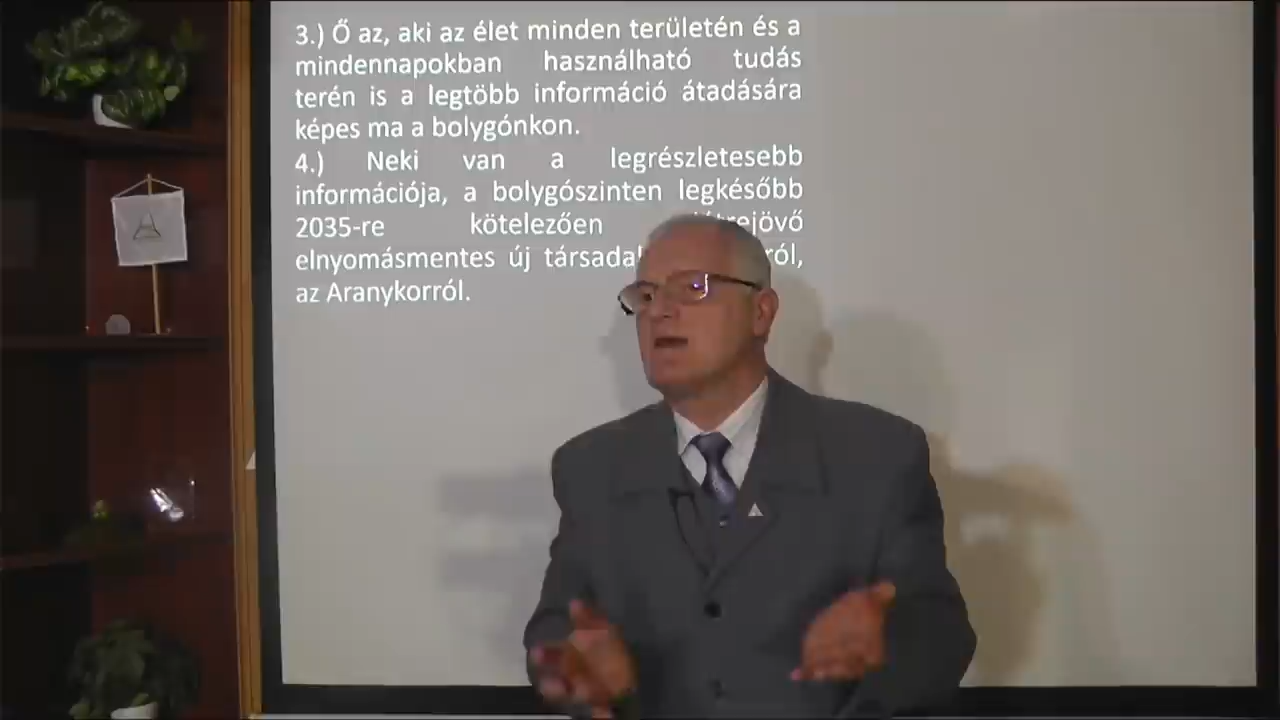 3.) Ő az, aki az élet minden területén és a
mindennapokban használható tudás
terén is a legtöbb információ átadására
képes ma a bolygónkon.
4.) Neki van a legrészletesebb
információja, a bolygószinten legkésőbb
2035-re kötelezően
elnyomásmentes új
az Aranykorról.